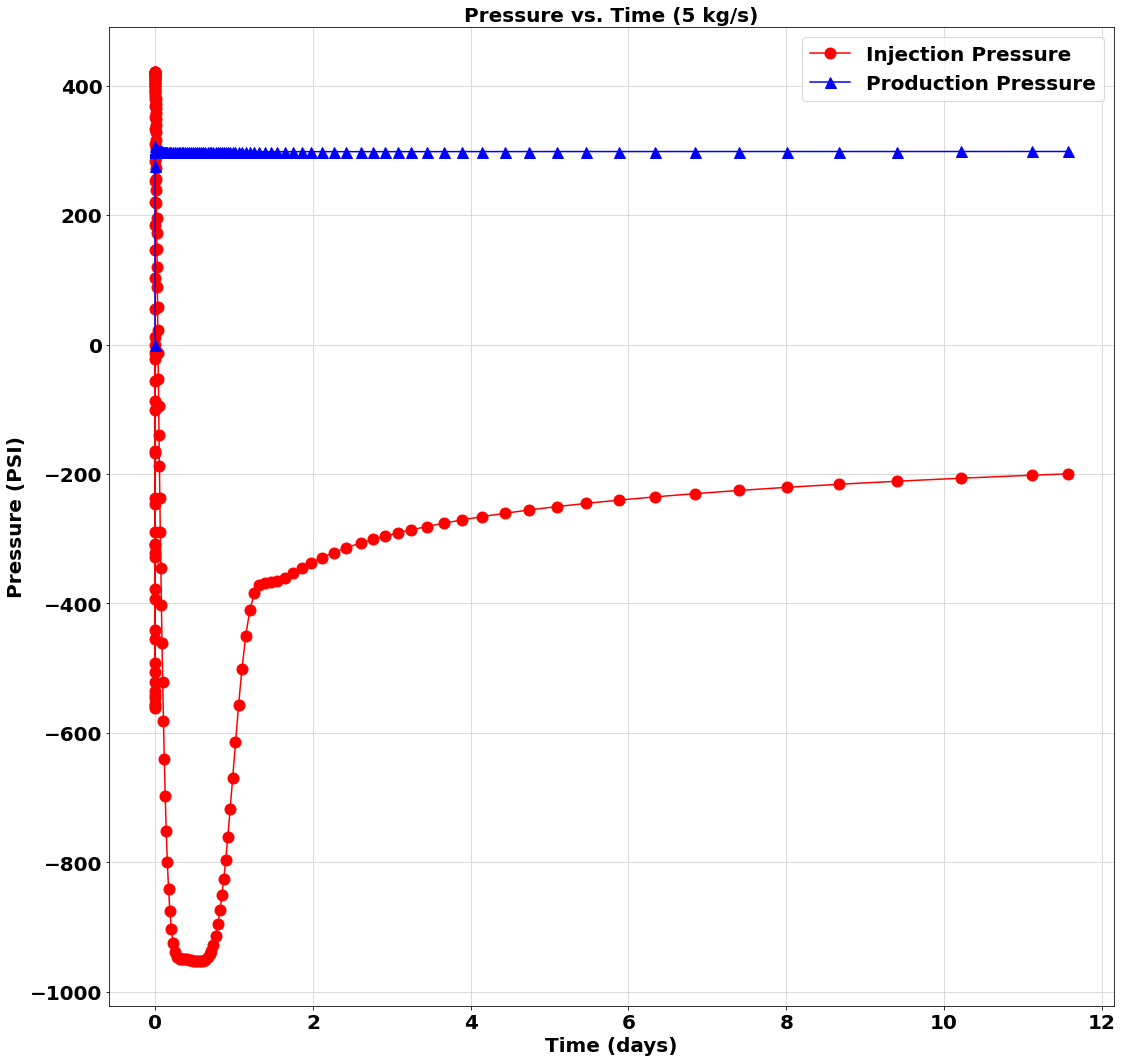 Pressure vs. Time (5 kg/s)
Injection Pressure
Production Pressure
400
200
0
−200
−400
−600
−800
−1000
Pressure (PSI)
0 2 4 6 8 10 12
Time (days)